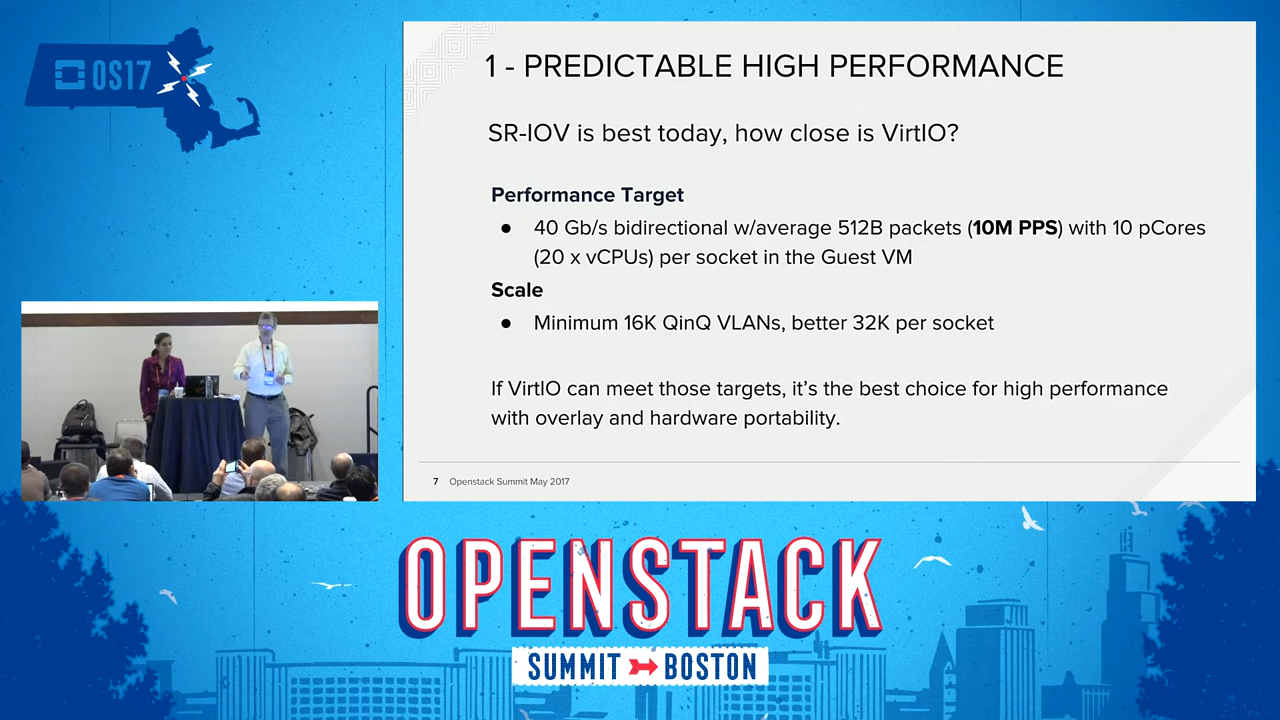 OS17
1 - PREDICTABLE HIGH PERFORMANCE
SR-IOV is best today, how close is VirtIO?
Performance Target
● 40 Gb/s bidirectional w/average 512B packets (10M PPS) with 10 pCores
(20 x vCPUs) per socket in the Guest VM
Scale
● Minimum 16K QinQ VLANs, better 32K per socket
If VirtIO can meet those targets, it's the best choice for high performance
with overlay and hardware portability.
7 Openstack Summit May 2017
OPENSTACK
SUMMIT BOSTON